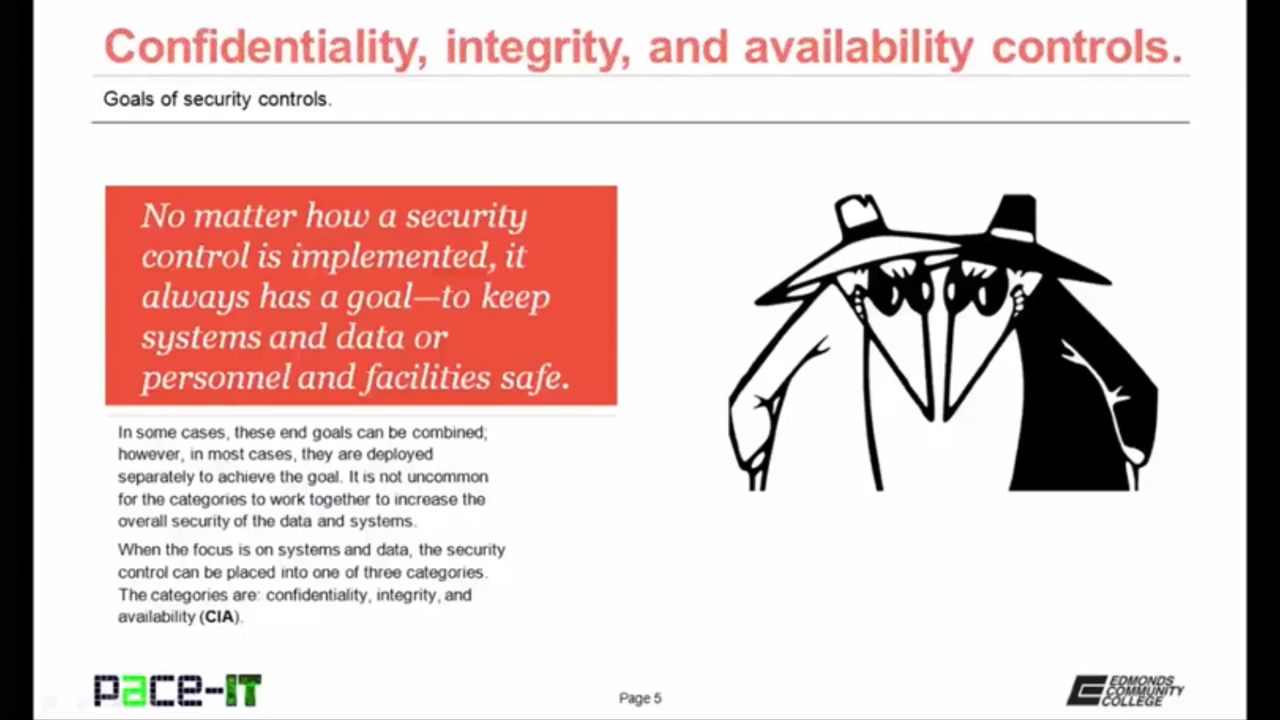 Confidentiality, integrity, and availability controls.
Goals of security controls.
No matter how a security
control is implemented, it
always has a goal—to keep
systems and data or
personnel and facilities safe.
In some cases, these end goals can be combined;
however, in most cases, they are deployed
separately to achieve the goal. It is not uncommon
for the categories to work together to increase the
overall security of the data and systems.
When the focus is on systems and data, the security
control can be placed into one of three categories.
The categories are: confidentiality, integrity, and
availability (CIA).
pace-IT
Page 5
EDMONDS
COMMUNITY
COLLEGE